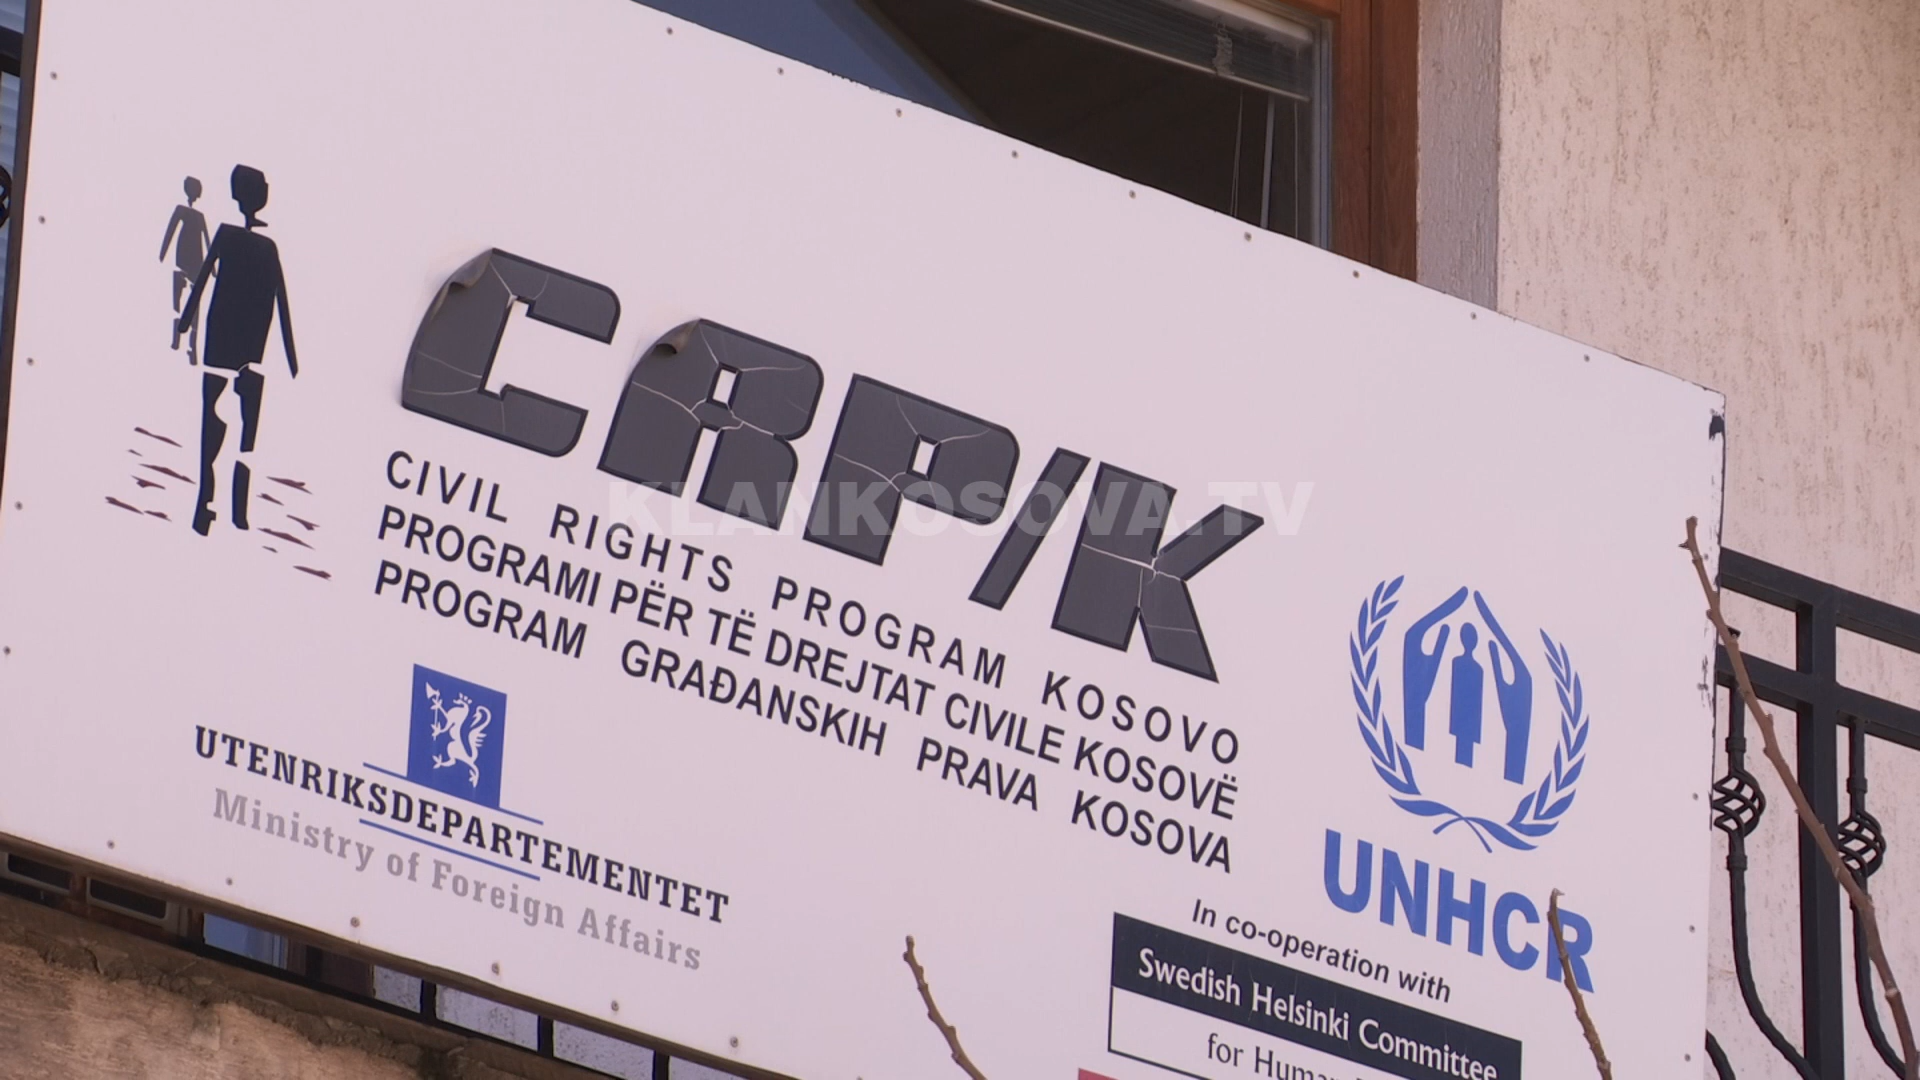 CRP/K
CIVIL RIGHTS PROGRAM KOSOVO
PROGRAMI PËR TË DREJTAT CIVILE KOSOVË
PROGRAM GRAĐANSKIH PRAVA KOSOVA
UTENRIKSDEPARTEMENTET
Ministry of Foreign Affairs
UNHCR
In co-operation with
Swedish Helsinki Committee
for
KLANKOSOVA.TV